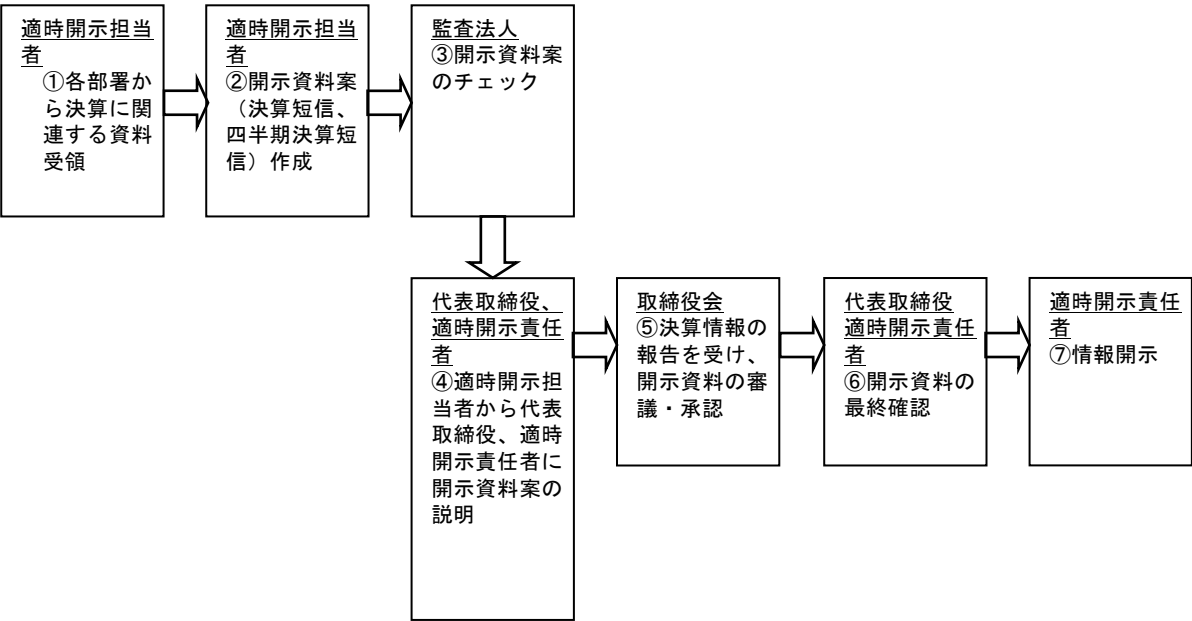 適時開示担当
者
①各部署か
ら決算に関
連する資料
受領
適時開示担当
者
②開示資料案
（決算短信、
四半期決算短
信）作成
監査法人
③開示資料案
のチェック
代表取締役、
適時開示責任
者
④適時開示担
当者から代表
取締役、適時
開示責任者に
開示資料案の
説明
取締役会
⑤決算情報の
報告を受け、
開示資料の審
議・承認
代表取締役
適時開示責任
者
⑥開示資料の
最終確認
適時開示責任
者
⑦情報開示